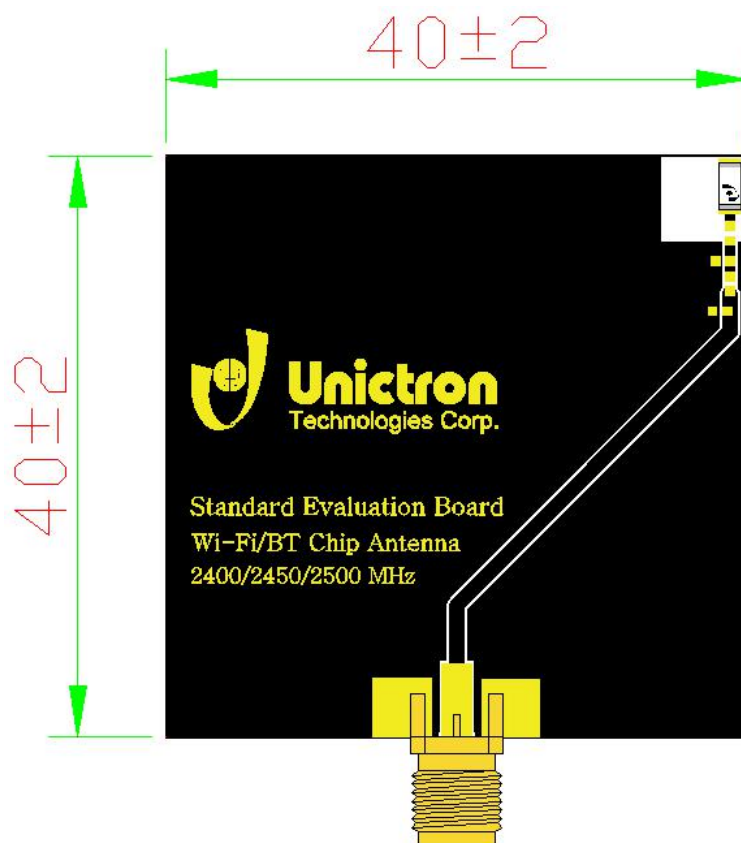 40±2
40±2
Unictron
Technologies Corp.
Standard Evaluation Board
Wi-Fi/BT Chip Antenna
2400/2450/2500 MHz